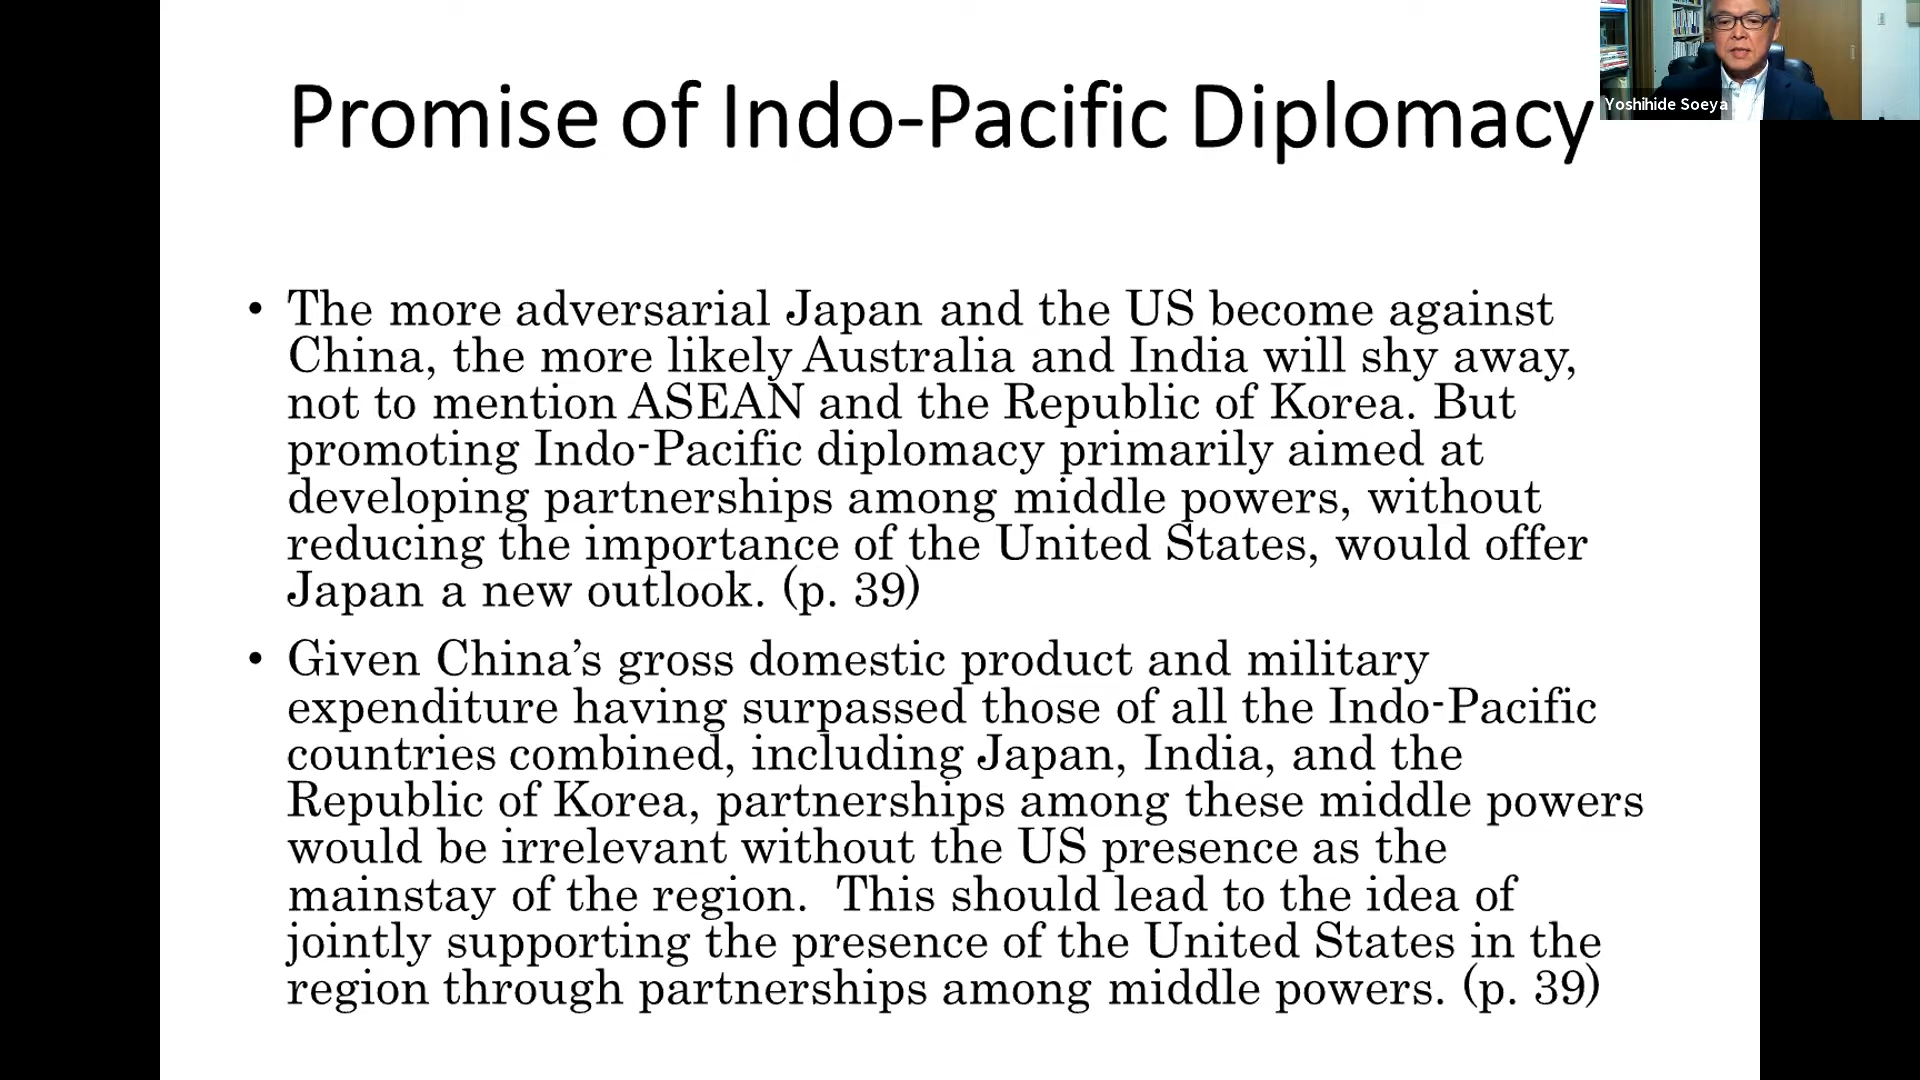 Promise of Indo-Pacific Diplomacy
Yoshihide Soeya
• The more adversarial Japan and the US become against
China, the more likely Australia and India will shy away,
not to mention ASEAN and the Republic of Korea. But
promoting Indo-Pacific diplomacy primarily aimed at
developing partnerships among middle powers, without
reducing the importance of the United States, would offer
Japan a new outlook. (p. 39)
• Given China’s gross domestic product and military
expenditure having surpassed those of all the Indo-Pacific
countries combined, including Japan, India, and the
Republic of Korea, partnerships among these middle powers
would be irrelevant without the US presence as the
mainstay of the region.  This should lead to the idea of
jointly supporting the presence of the United States in the
region through partnerships among middle powers. (p. 39)